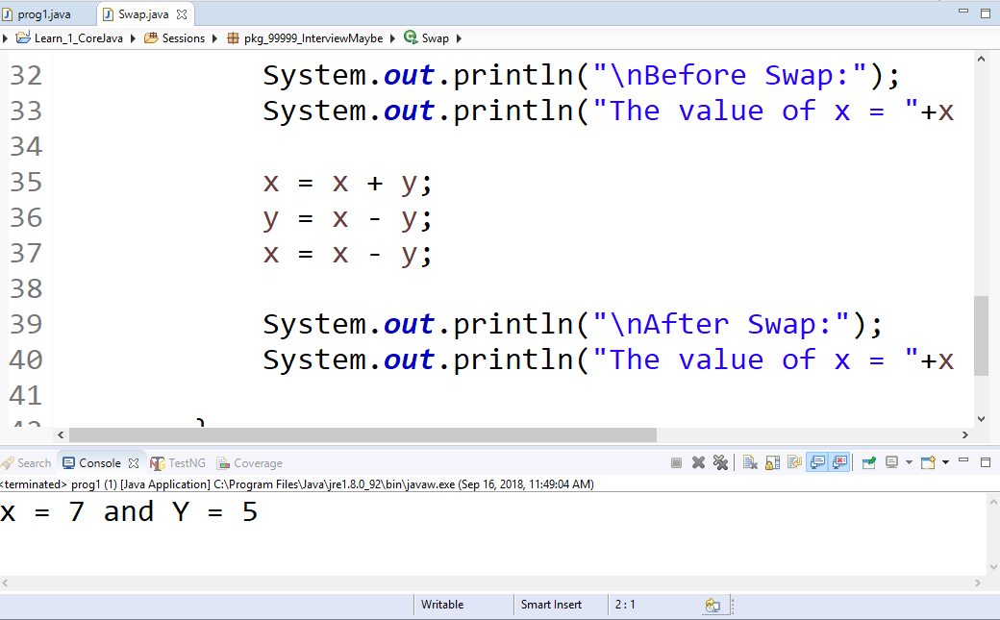 prog1.java Swap.java
Learn_1_CoreJava Sessions pkg_99999_InterviewMaybe Swap
32 System.out.println("\nBefore Swap:");
33 System.out.println("The value of x = "+x
34
35 x = x + y;
36 y = x - y;
37 x = x - y;
38
39 System.out.println("\nAfter Swap:");
40 System.out.println("The value of x = "+x
41
42 }
Search Console TestNG Coverage
<terminated> prog1 (1) [Java Application] C:\Program Files\Java\jre1.8.0_92\bin\javaw.exe (Sep 16, 2018, 11:49:04 AM)
x = 7 and Y = 5
Writable Smart Insert 2 : 1